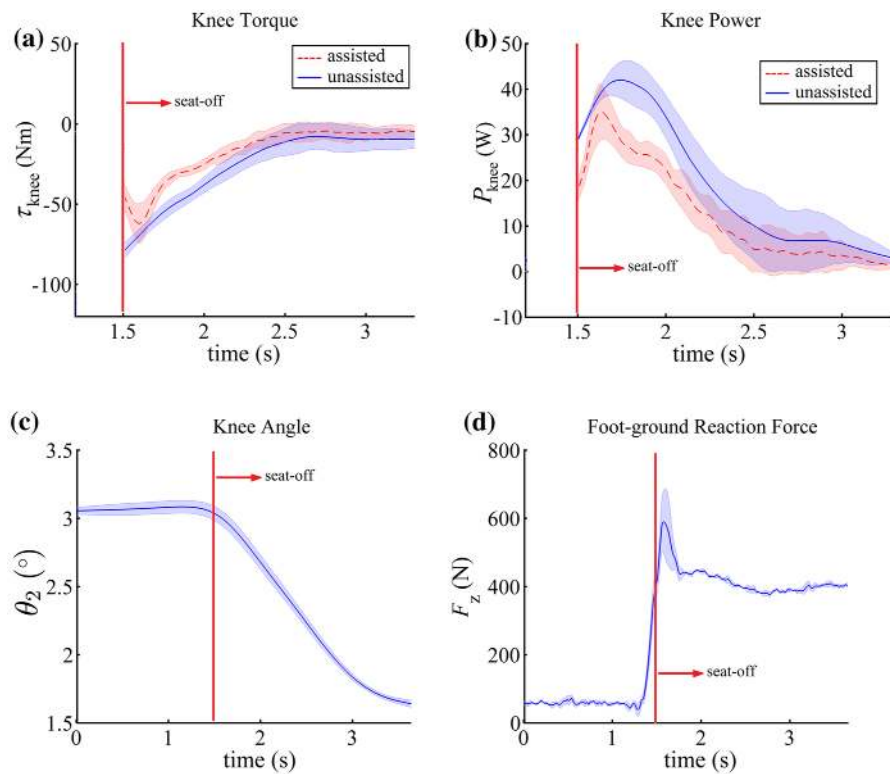 (a)
Knee Torque
50
0
-50
-100
τknee (Nm)
assisted
unassisted
seat-off
1.5
2
2.5
3
time (s)
(b)
Knee Power
50
40
30
20
10
0
-10
Pknee (W)
assisted
unassisted
seat-off
1.5
2
2.5
3
time (s)
(c)
Knee Angle
3.5
3
2.5
2
1.5
θ2 (°)
seat-off
0
1
2
3
time (s)
(d)
Foot-ground Reaction Force
800
600
400
200
0
Fz (N)
seat-off
0
1
2
3
time (s)